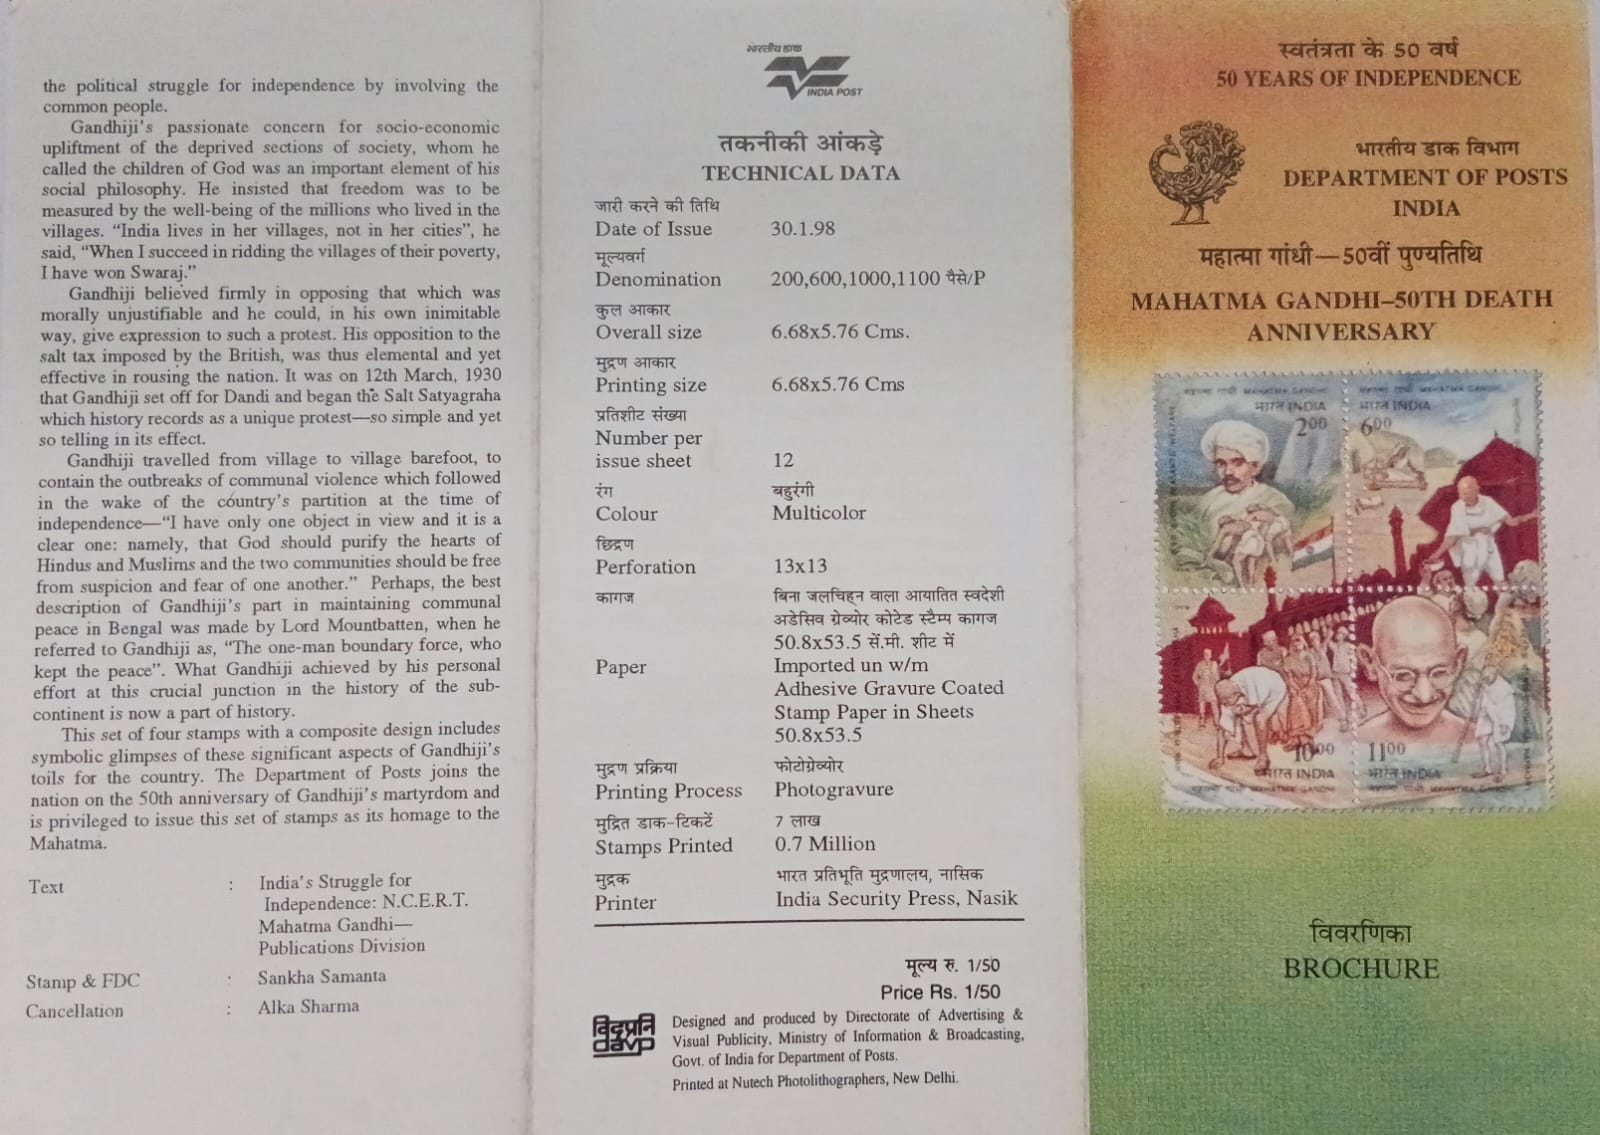 the political struggle for independence by involving the
common people.
Gandhiji's passionate concern for socio-economic
upliftment of the deprived sections of society, whom he
called the children of God was an important element of his
social philosophy. He insisted that freedom was to be
measured by the well-being of the millions who lived in the
villages. “India lives in her villages, not in her cities”, he
said, “When I succeed in ridding the villages of their poverty,
I have won Swaraj.”
Gandhiji believed firmly in opposing that which was
morally unjustifiable and he could, in his own inimitable
way, give expression to such a protest. His opposition to the
salt tax imposed by the British, was thus elemental and yet
effective in rousing the nation. It was on 12th March, 1930
that Gandhiji set off for Dandi and began the Salt Satyagraha
which history records as a unique protest—so simple and yet
so telling in its effect.
Gandhiji travelled from village to village barefoot, to
contain the outbreaks of communal violence which followed
in the wake of the country's partition at the time of
independence—“I have only one object in view and it is a
clear one: namely, that God should purify the hearts of
Hindus and Muslims and the two communities should be free
from suspicion and fear of one another.” Perhaps, the best
description of Gandhiji's part in maintaining communal
peace in Bengal was made by Lord Mountbatten, when he
referred to Gandhiji as, “The one-man boundary force, who
kept the peace”. What Gandhiji achieved by his personal
effort at this crucial junction in the history of the sub-
continent is now a part of history.
This set of four stamps with a composite design includes
symbolic glimpses of these significant aspects of Gandhiji's
toils for the country. The Department of Posts joins the
nation on the 50th anniversary of Gandhiji's martyrdom and
is privileged to issue this set of stamps as its homage to the
Mahatma.
Text : India's Struggle for
Independence: N.C.E.R.T.
Mahatma Gandhi—
Publications Division
Stamp & FDC : Sankha Samanta
Cancellation : Alka Sharma
भारतीय डाक
INDIA POST
तकनीकी आंकड़े
TECHNICAL DATA
जारी करने की तिथि
Date of Issue 30.1.98
मूल्यवर्ग
Denomination 200,600,1000,1100 पैसे/P
कुल आकार
Overall size 6.68x5.76 Cms.
मुद्रण आकार
Printing size 6.68x5.76 Cms
प्रतिशीट संख्या
Number per
issue sheet 12
रंग बहुरंगी
Colour Multicolor
छिद्रण
Perforation 13x13
कागज बिना जलचिह्न वाला आयातित स्वदेशी
अडेसिव ग्रेव्योर कोटेड स्टैम्प कागज
50.8x53.5 सें.मी. शीट में
Paper Imported un w/m
Adhesive Gravure Coated
Stamp Paper in Sheets
50.8x53.5
मुद्रण प्रक्रिया फोटोग्रेव्योर
Printing Process Photogravure
मुद्रित डाक-टिकटें 7 लाख
Stamps Printed 0.7 Million
मुद्रक भारत प्रतिभूति मुद्रणालय, नासिक
Printer India Security Press, Nasik
मूल्य रु. 1/50
Price Rs. 1/50
विदृप्रनि
davp
Designed and produced by Directorate of Advertising &
Visual Publicity, Ministry of Information & Broadcasting,
Govt. of India for Department of Posts.
Printed at Nutech Photolithographers, New Delhi.
स्वतंत्रता के 50 वर्ष
50 YEARS OF INDEPENDENCE
भारतीय डाक विभाग
DEPARTMENT OF POSTS
INDIA
महात्मा गांधी—50वीं पुण्यतिथि
MAHATMA GANDHI–50TH DEATH
ANNIVERSARY
महात्मा गांधी MAHATMA GANDHI
भारत INDIA
200
महात्मा गांधी MAHATMA GANDHI
भारत INDIA
600
1000
भारत INDIA
महात्मा गांधी MAHATMA GANDHI
1100
भारत INDIA
महात्मा गांधी MAHATMA GANDHI
विवरणिका
BROCHURE